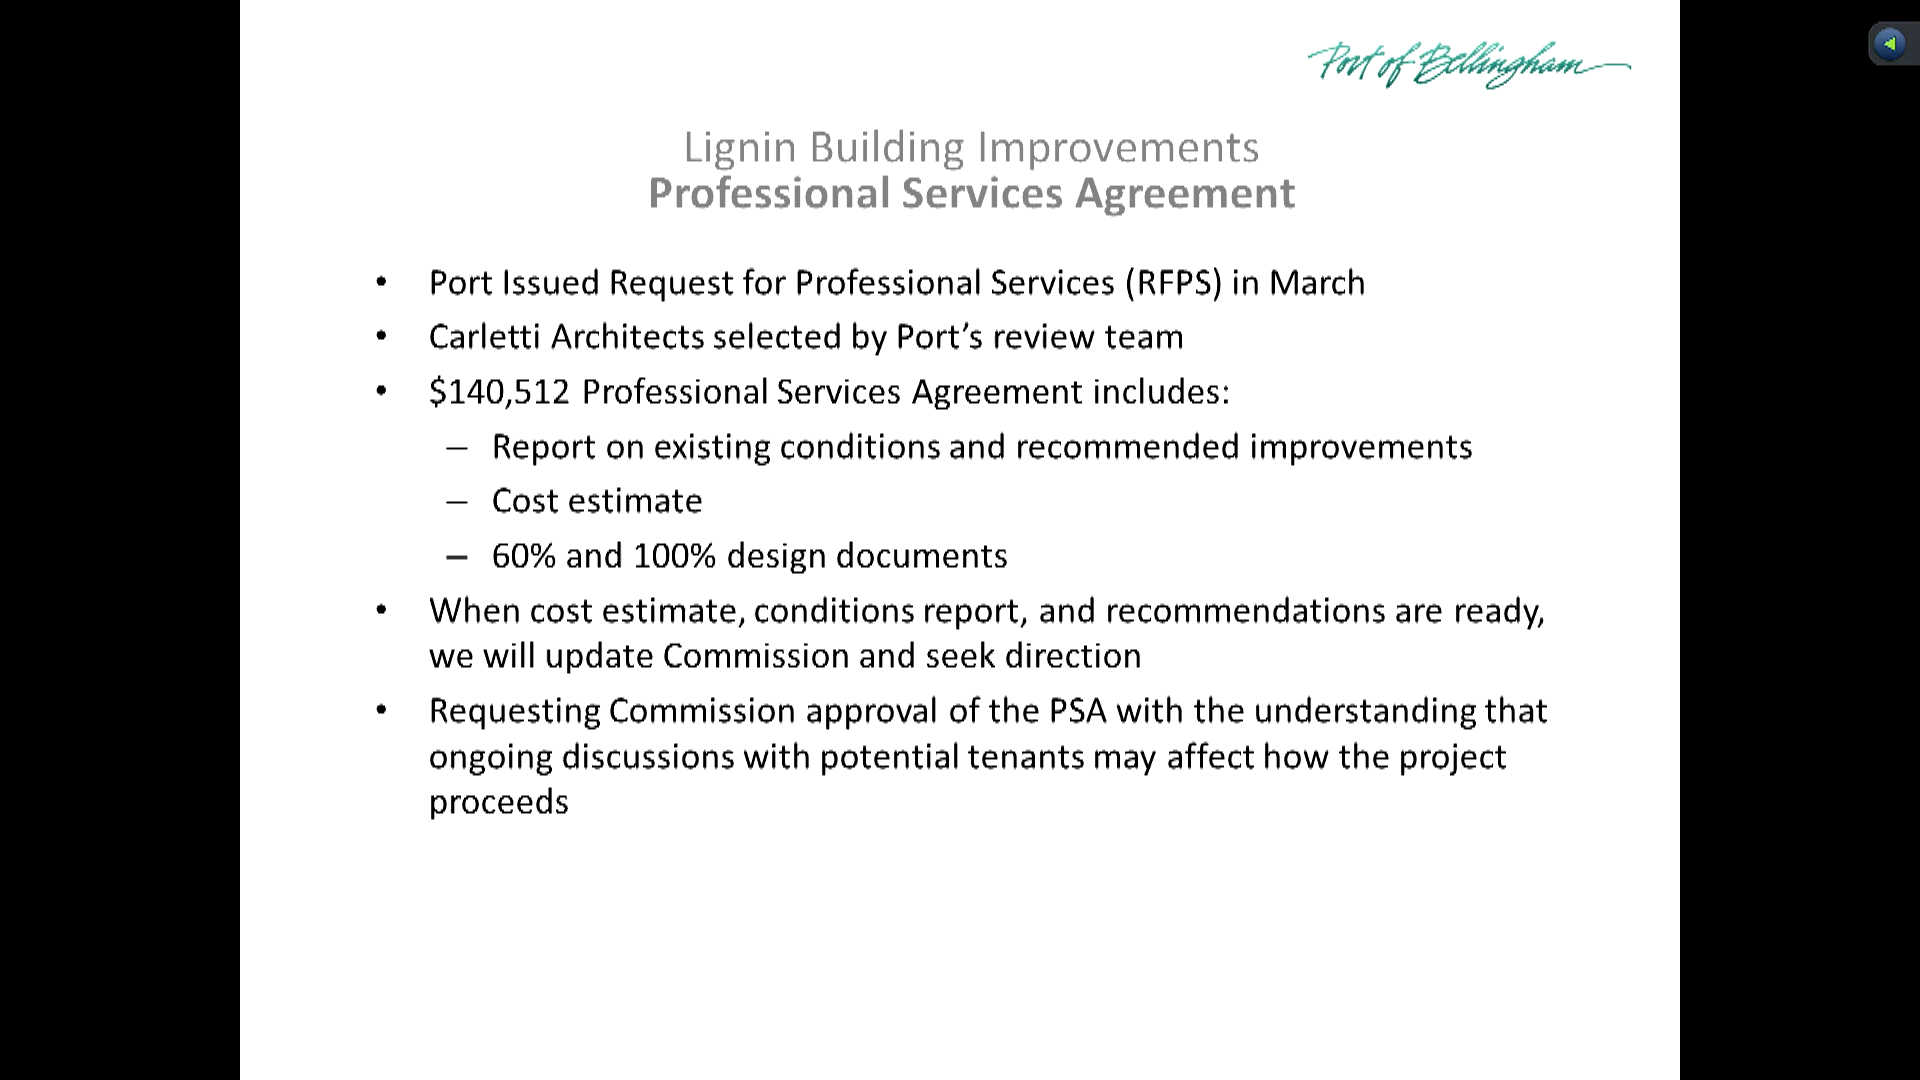 Port of Bellingham
Lignin Building Improvements
Professional Services Agreement
• Port Issued Request for Professional Services (RFPS) in March
• Carletti Architects selected by Port’s review team
• $140,512 Professional Services Agreement includes:
– Report on existing conditions and recommended improvements
– Cost estimate
– 60% and 100% design documents
• When cost estimate, conditions report, and recommendations are ready,
we will update Commission and seek direction
• Requesting Commission approval of the PSA with the understanding that
ongoing discussions with potential tenants may affect how the project
proceeds